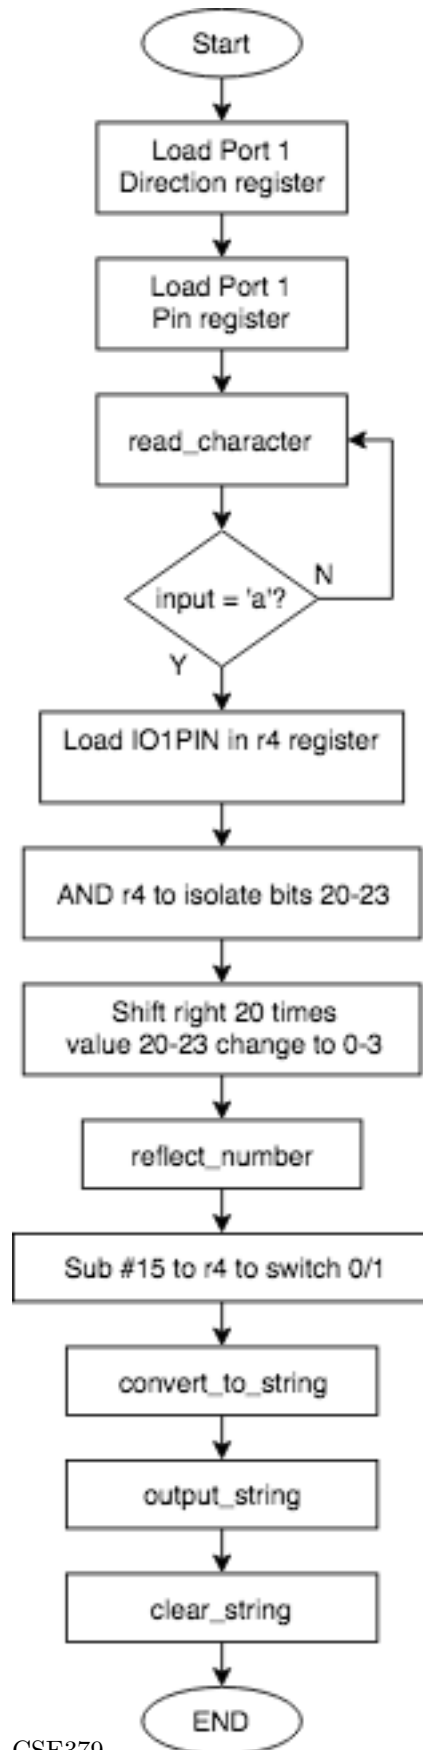 Start
Load Port 1
Direction register
Load Port 1
Pin register
read_character
input = 'a'?
N
Y
Load IO1PIN in r4 register
AND r4 to isolate bits 20-23
Shift right 20 times
value 20-23 change to 0-3
reflect_number
Sub #15 to r4 to switch 0/1
convert_to_string
output_string
clear_string
END
CSE379